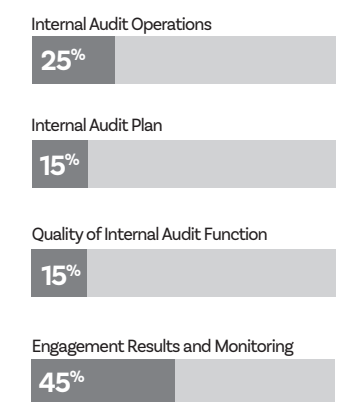 Internal Audit Operations
25%
Internal Audit Plan
15%
Quality of Internal Audit Function
15%
Engagement Results and Monitoring
45%